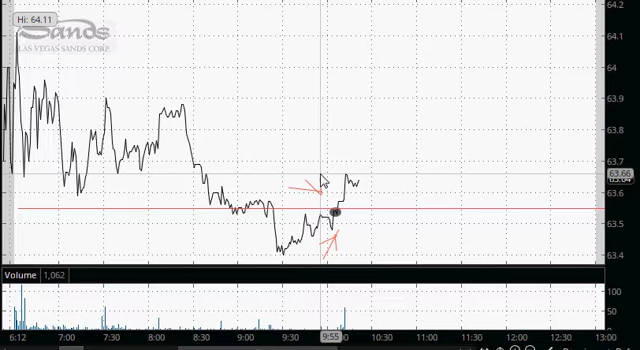 Hi: 64.11
Sands
LAS VEGAS SANDS CORP.
64.2
64.1
64
63.9
63.8
63.7
63.66
63.6
63.5
63.4
Volume 1,062
100
50
0
6:12 7:00 7:30 8:00 8:30 9:00 9:30 9:55 10:30 11:00 11:30 12:00 12:30 13:00